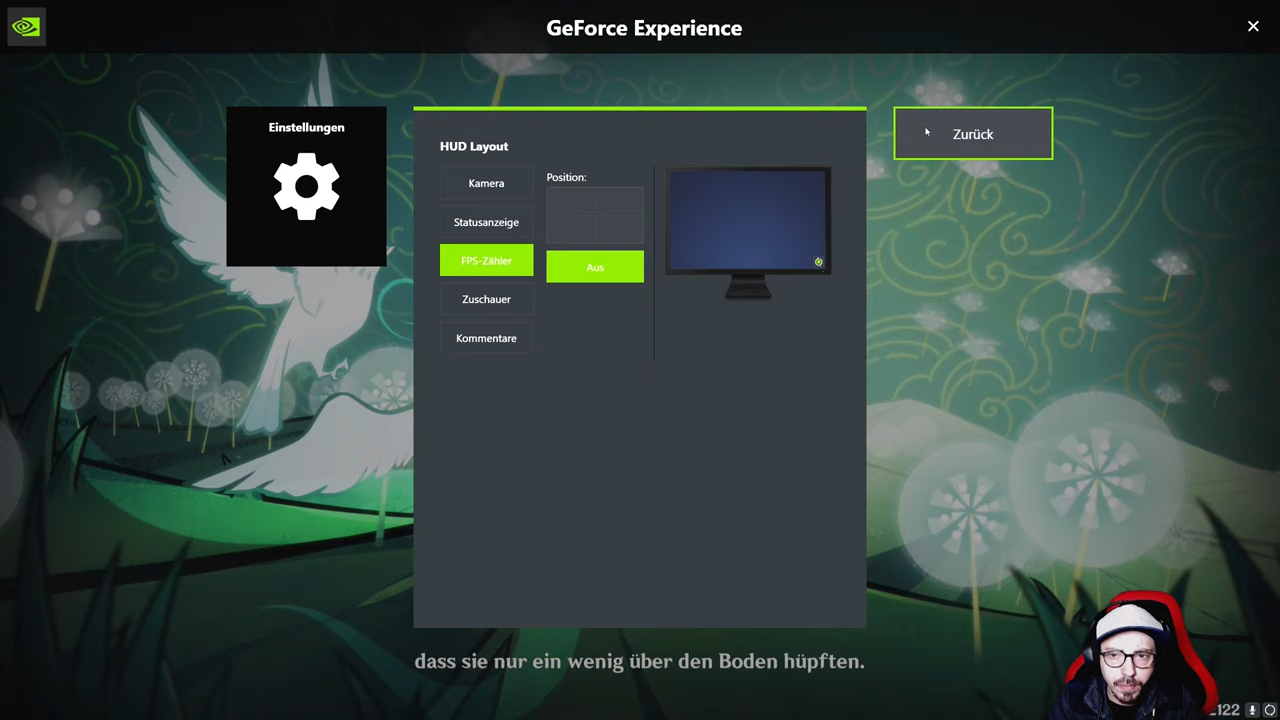 GeForce Experience
Einstellungen
HUD Layout
Kamera
Position:
Statusanzeige
FPS-Zähler
Aus
Zuschauer
Kommentare
Zurück
dass sie nur ein wenig über den Boden hüpften.
122